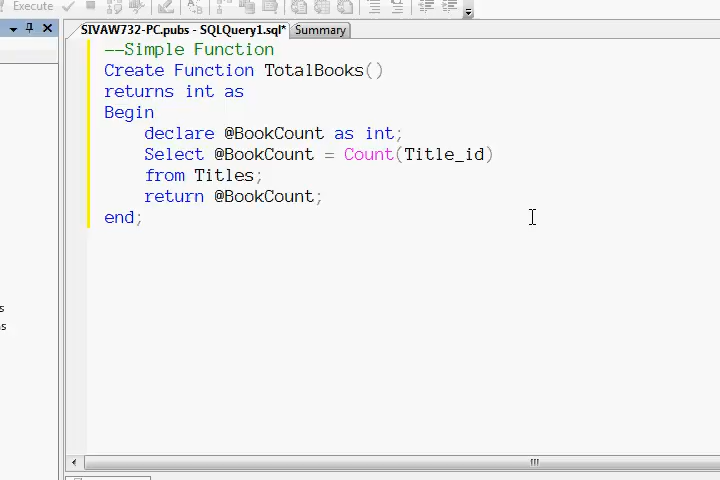 Execute
SIVAW732-PC.pubs - SQLQuery1.sql* Summary
--Simple Function
Create Function TotalBooks()
returns int as
Begin
declare @BookCount as int;
Select @BookCount = Count(Title_id)
from Titles;
return @BookCount;
end;